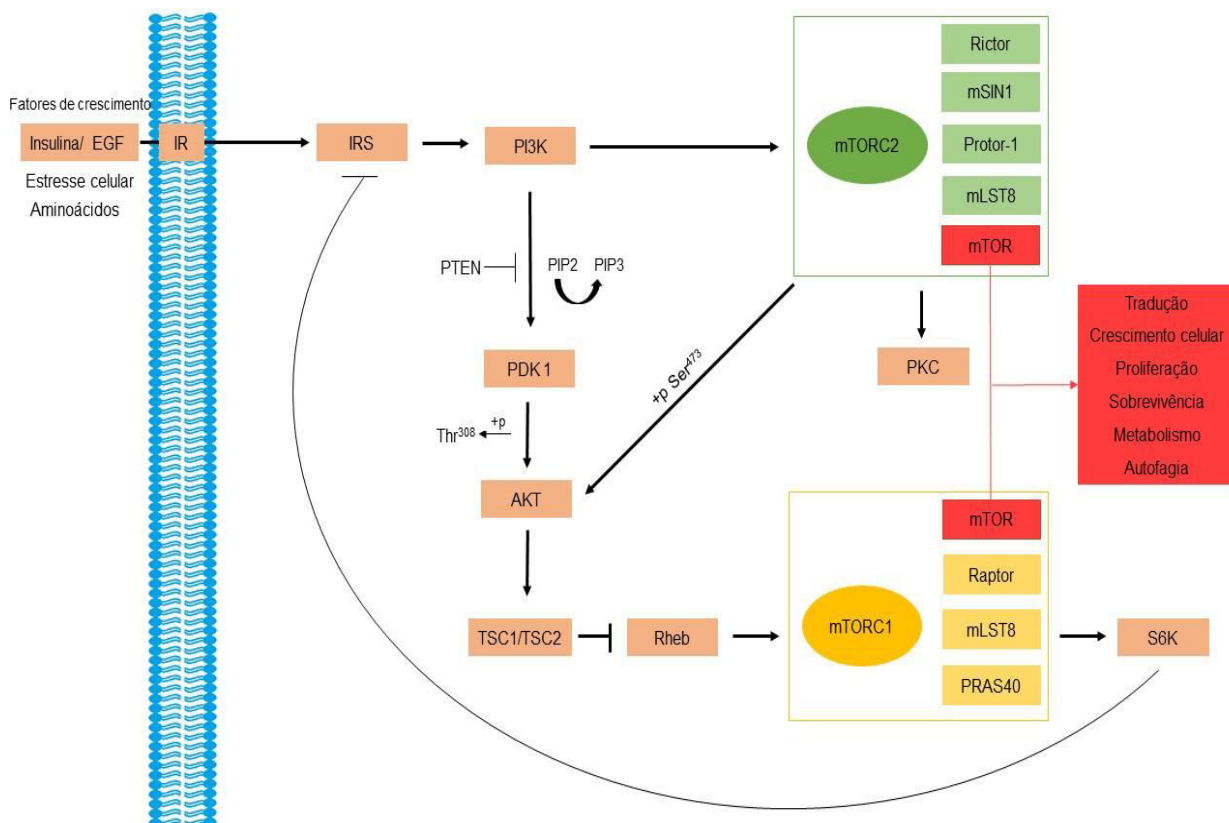 Fatores de crescimento
Insulina/ EGF
IR
Estresse celular
Aminoácidos
IRS
PI3K
PTEN
PIP2
PIP3
PDK1
+p
Thr308
AKT
TSC1/TSC2
Rheb
+p Ser473
mTORC2
Rictor
mSIN1
Protor-1
mLST8
mTOR
PKC
Tradução
Crescimento celular
Proliferação
Sobrevivência
Metabolismo
Autofagia
mTORC1
mTOR
Raptor
mLST8
PRAS40
S6K